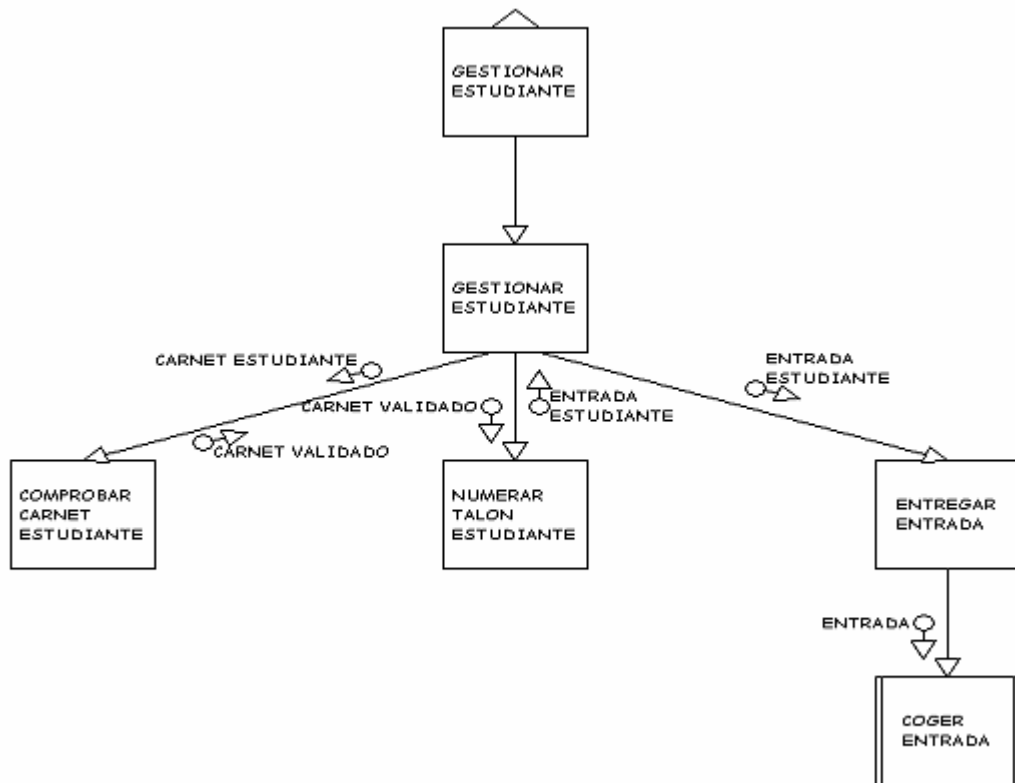 GESTIONAR
ESTUDIANTE
GESTIONAR
ESTUDIANTE
CARNET ESTUDIANTE
ENTRADA
ESTUDIANTE
CARNET VALIDADO
ENTRADA
ESTUDIANTE
CARNET VALIDADO
COMPROBAR
CARNET
ESTUDIANTE
NUMERAR
TALON
ESTUDIANTE
ENTREGAR
ENTRADA
ENTRADA
COGER
ENTRADA